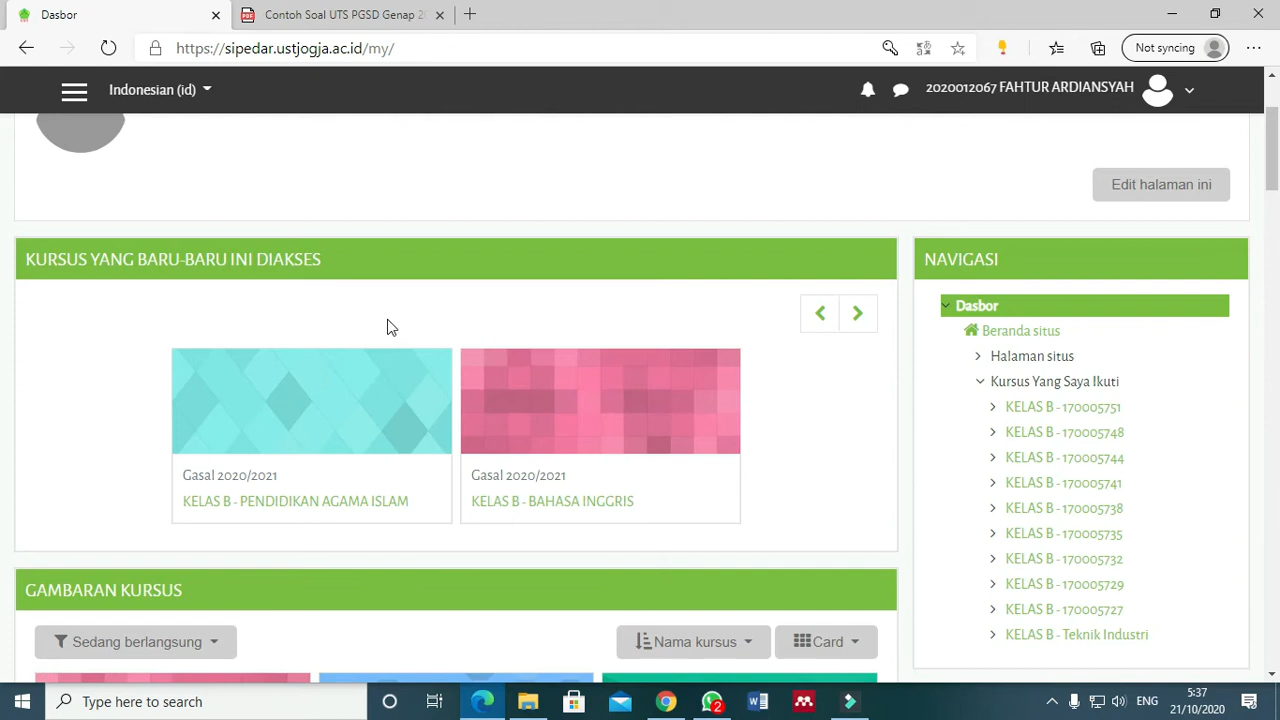 Dasbor
Contoh Soal UTS PGSD Genap 20
https://sipedar.ustjogja.ac.id/my/
Not syncing
Indonesian (id)
2020012067 FAHTUR ARDIANSYAH
Edit halaman ini
KURSUS YANG BARU-BARU INI DIAKSES
Gasal 2020/2021
KELAS B - PENDIDIKAN AGAMA ISLAM
Gasal 2020/2021
KELAS B - BAHASA INGGRIS
GAMBARAN KURSUS
Sedang berlangsung
Nama kursus
Card
NAVIGASI
Dasbor
Beranda situs
Halaman situs
Kursus Yang Saya Ikuti
KELAS B - 170005751
KELAS B - 170005748
KELAS B - 170005744
KELAS B - 170005741
KELAS B - 170005738
KELAS B - 170005735
KELAS B - 170005732
KELAS B - 170005729
KELAS B - 170005727
KELAS B - Teknik Industri
Type here to search
2
ENG
5:37
21/10/2020